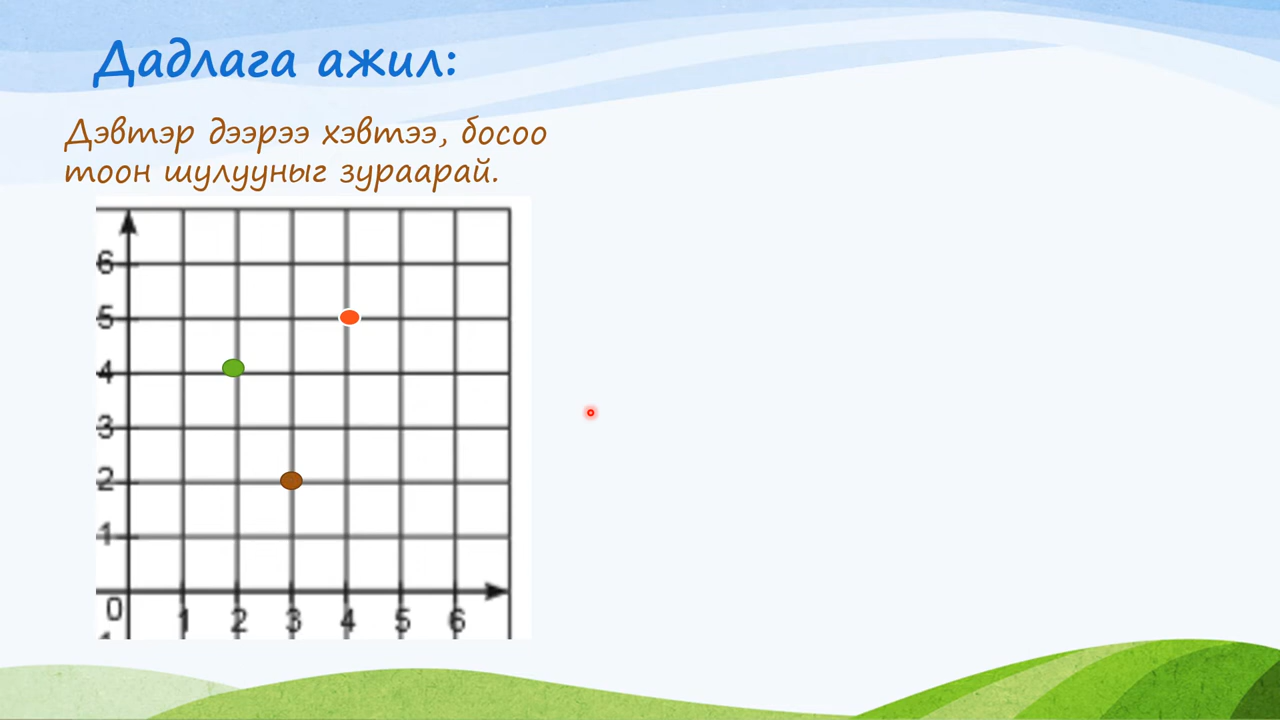 Дадлага ажил:
Дэвтэр дээрээ хэвтээ, босоо
тоон шулууныг зураарай.
6
5
4
3
2
1
0
1 2 3 4 5 6